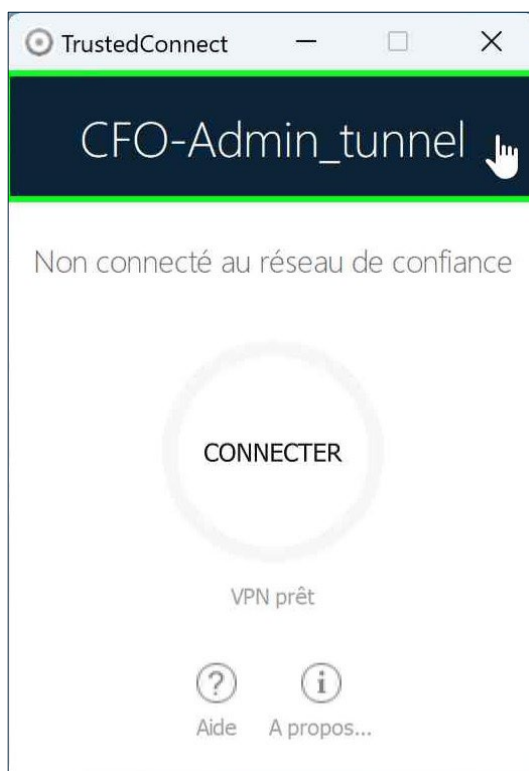 TrustedConnect
CFO-Admin_tunnel
Non connecté au réseau de confiance
CONNECTER
VPN prêt
Aide A propos...